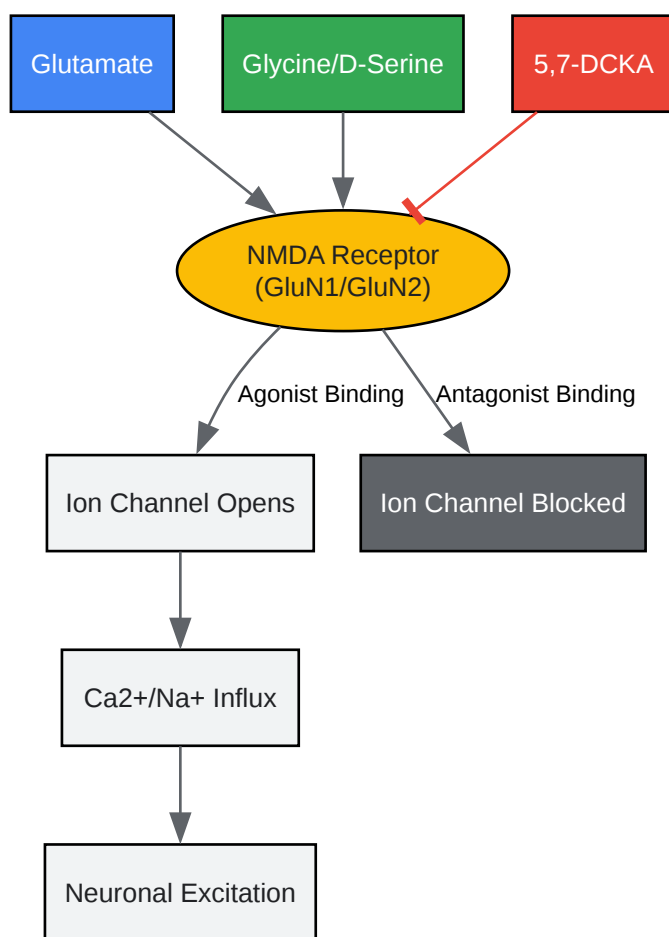 Glutamate
Glycine/D-Serine
5,7-DCKA
NMDA Receptor
(GluN1/GluN2)
Agonist Binding
Antagonist Binding
Ion Channel Opens
Ion Channel Blocked
Ca2+/Na+ Influx
Neuronal Excitation